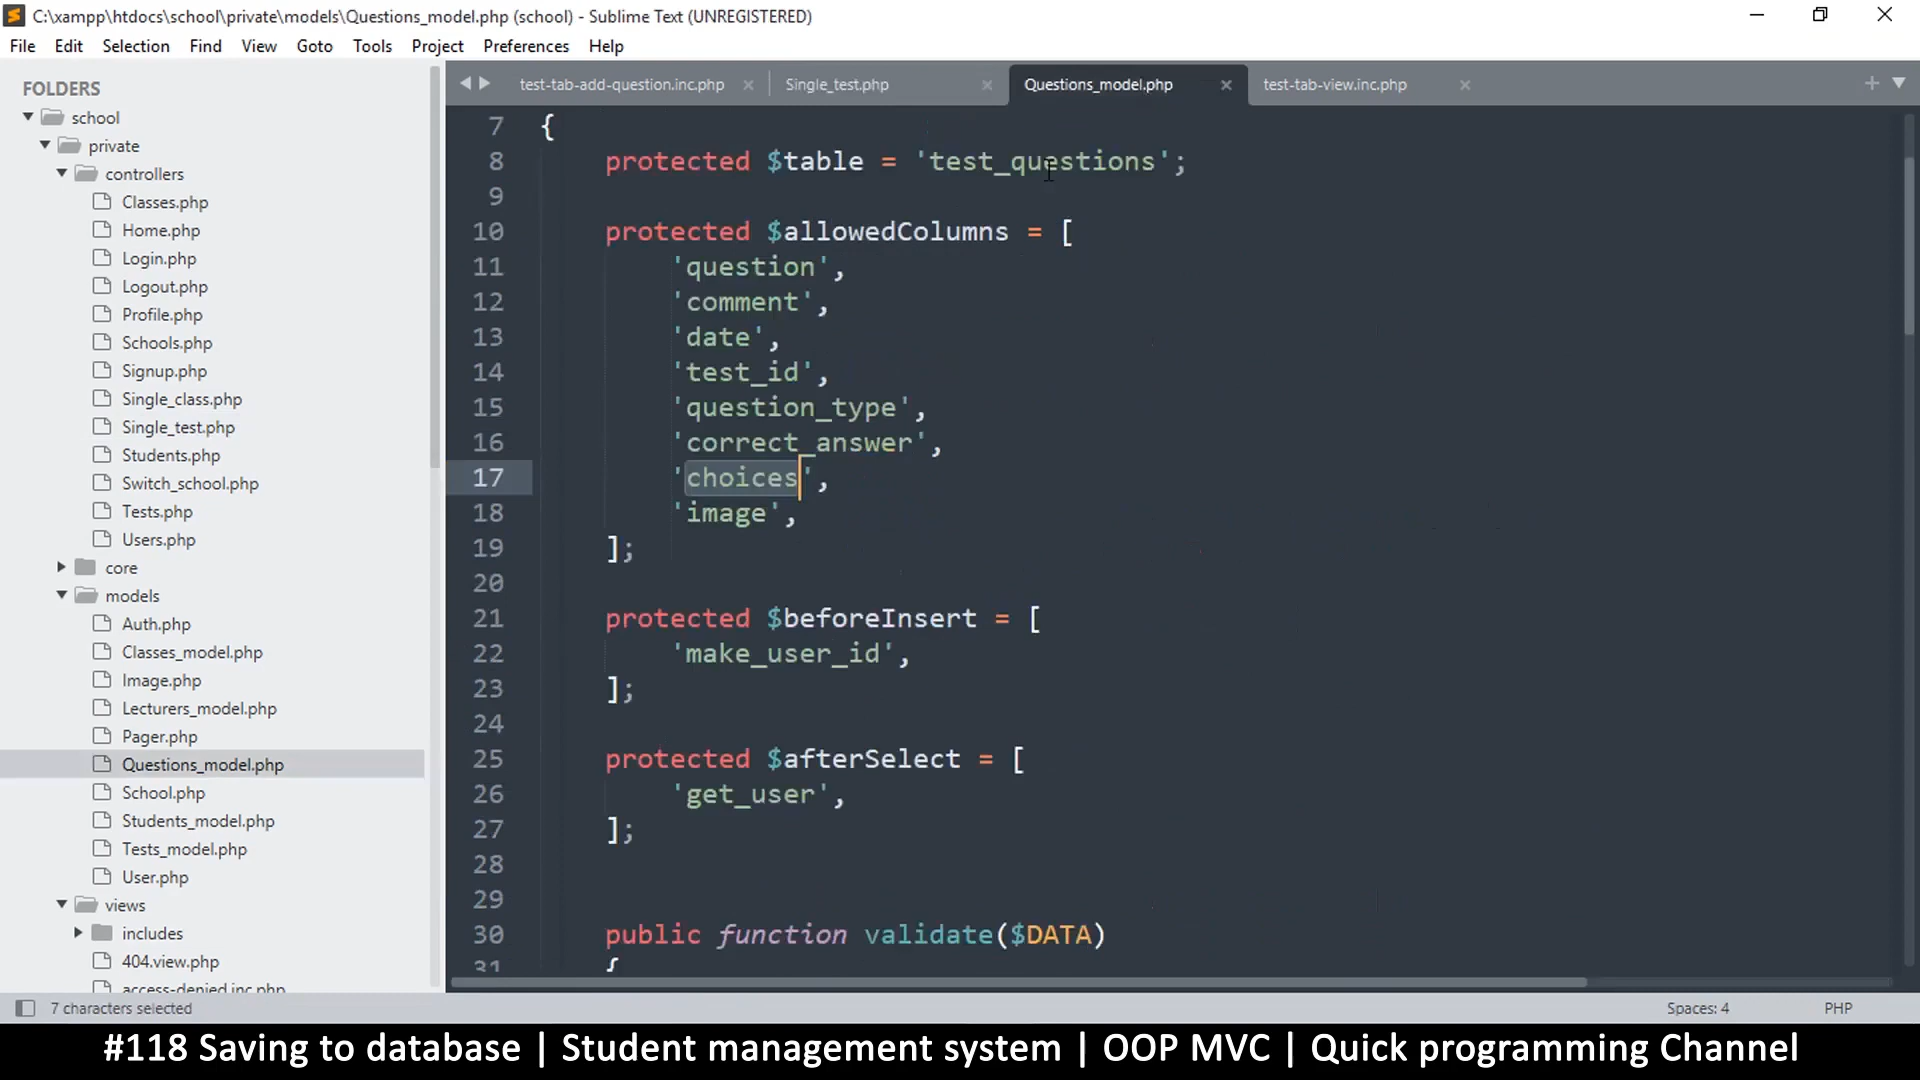 C:\xampp\htdocs\school\private\models\Questions_model.php (school) - Sublime Text (UNREGISTERED)
File Edit Selection Find View Goto Tools Project Preferences Help
FOLDERS
school
private
controllers
Classes.php
Home.php
Login.php
Logout.php
Profile.php
Schools.php
Signup.php
Single_class.php
Single_test.php
Students.php
Switch_school.php
Tests.php
Users.php
core
models
Auth.php
Classes_model.php
Image.php
Lecturers_model.php
Pager.php
Questions_model.php
School.php
Students_model.php
Tests_model.php
User.php
views
includes
404.view.php
access-denied.inc.php
test-tab-add-question.inc.php Single_test.php Questions_model.php test-tab-view.inc.php
7 {
8 protected $table = 'test_questions';
9
10 protected $allowedColumns = [
11 'question',
12 'comment',
13 'date',
14 'test_id',
15 'question_type',
16 'correct_answer',
17 'choices',
18 'image',
19 ];
20
21 protected $beforeInsert = [
22 'make_user_id',
23 ];
24
25 protected $afterSelect = [
26 'get_user',
27 ];
28
29
30 public function validate($DATA)
31 {
7 characters selected Spaces: 4 PHP
#118 Saving to database | Student management system | OOP MVC | Quick programming Channel